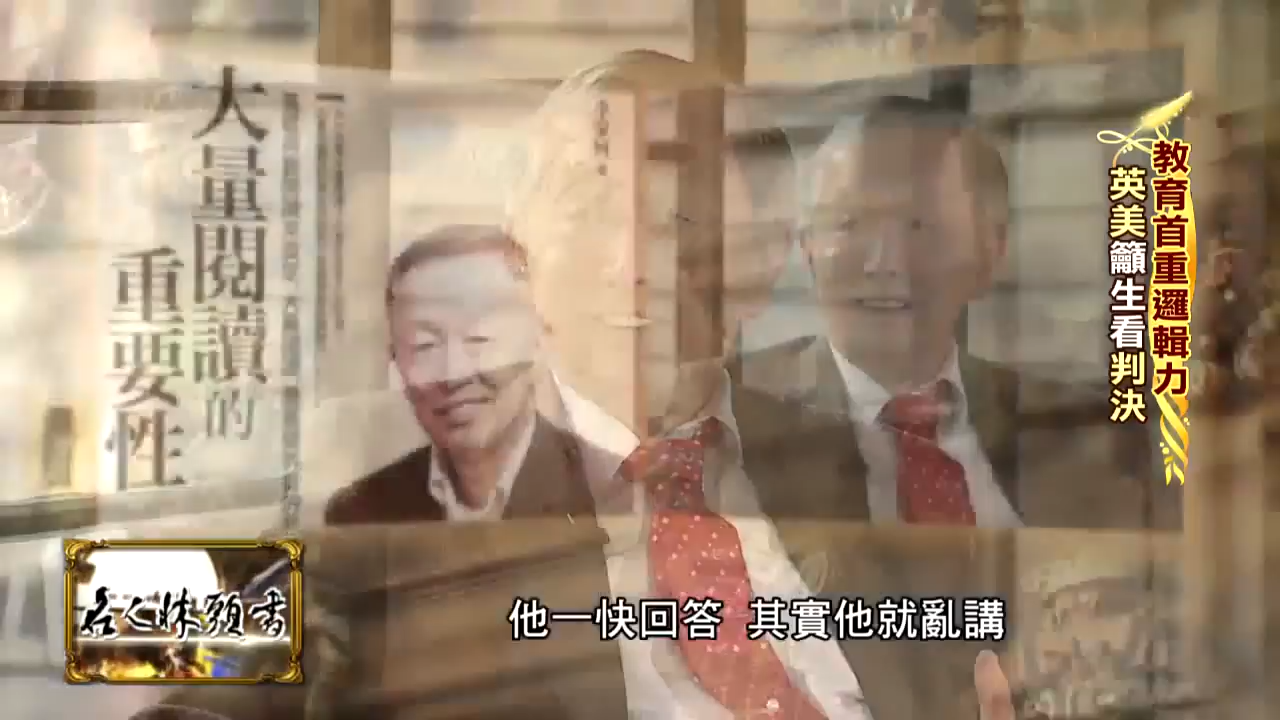 教育首重邏輯力
英美籲生看判決
大量閱讀的
重要性
名人床頭書
他一快回答 其實他就亂講